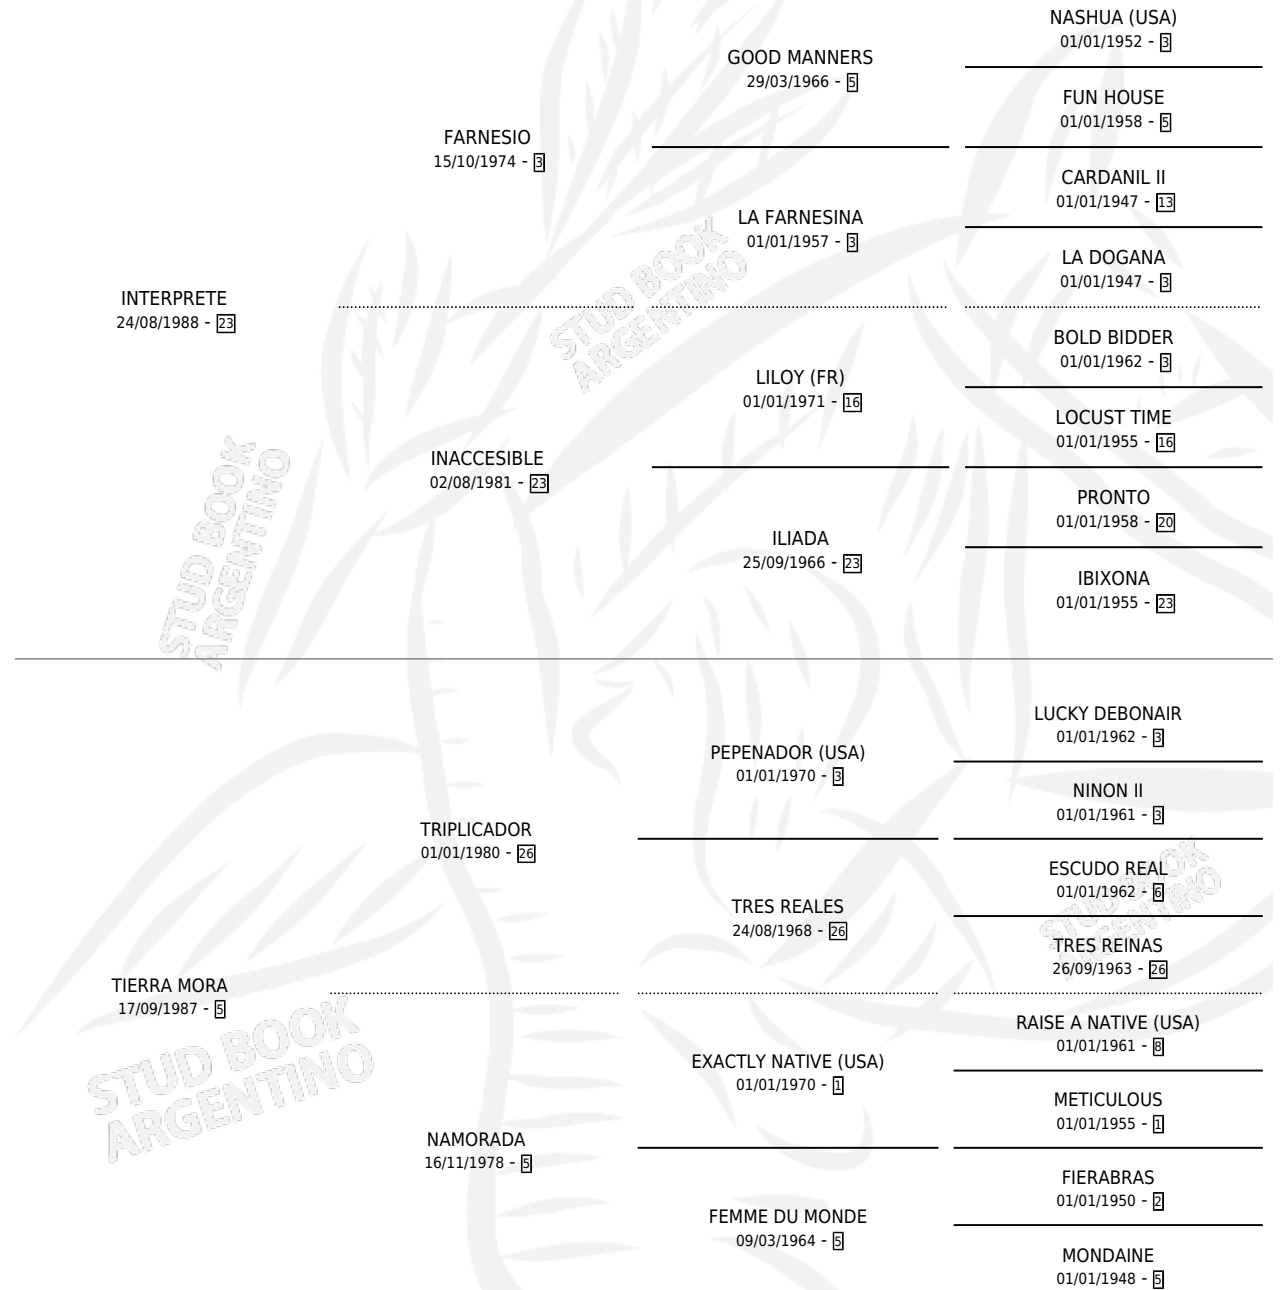 NASHUA (USA)
01/01/1952 - 3
GOOD MANNERS
29/03/1966 - 5
FUN HOUSE
01/01/1958 - 5
FARNESIO
15/10/1974 - 3
CARDANIL II
01/01/1947 - 13
LA FARNESINA
01/01/1957 - 3
LA DOGANA
01/01/1947 - 3
INTERPRETE
24/08/1988 - 23
BOLD BIDDER
01/01/1962 - 3
LILOY (FR)
01/01/1971 - 16
LOCUST TIME
01/01/1955 - 16
INACCESIBLE
02/08/1981 - 23
PRONTO
01/01/1958 - 20
ILIADA
25/09/1966 - 23
IBIXONA
01/01/1955 - 23
STUD BOOK
ARGENTINO
STUD BOOK
ARGENTINO
LUCKY DEBONAIR
01/01/1962 - 3
PEPENADOR (USA)
01/01/1970 - 3
NINON II
01/01/1961 - 3
TRIPLICADOR
01/01/1980 - 26
ESCUDO REAL
01/01/1962 - 6
TRES REALES
24/08/1968 - 26
TRES REINAS
26/09/1963 - 26
TIERRA MORA
17/09/1987 - 5
RAISE A NATIVE (USA)
01/01/1961 - 8
EXACTLY NATIVE (USA)
01/01/1970 - 1
METICULOUS
01/01/1955 - 1
NAMORADA
16/11/1978 - 5
FIERABRAS
01/01/1950 - 2
FEMME DU MONDE
09/03/1964 - 5
MONDAINE
01/01/1948 - 5
STUD BOOK
ARGENTINO
STUD BOOK
ARGENTINO